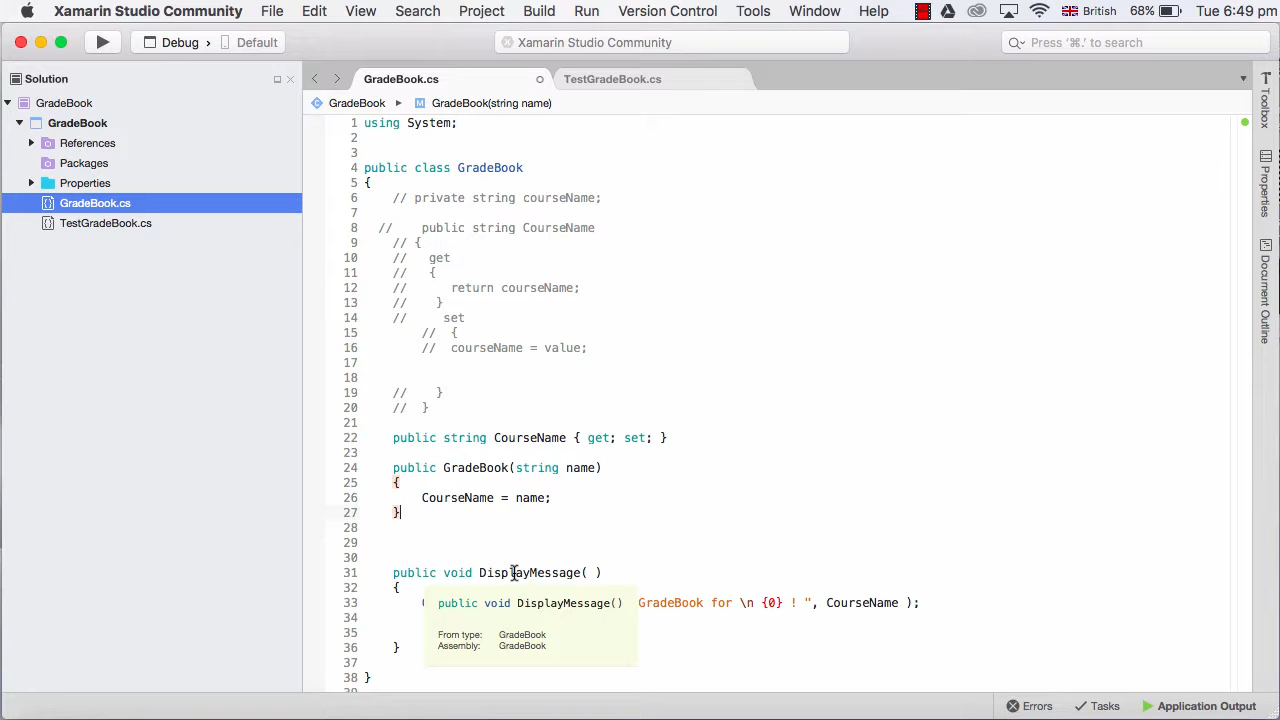 Xamarin Studio Community File Edit View Search Project Build Run Version Control Tools Window Help British 68% Tue 6:49 pm
Debug › Default
Xamarin Studio Community
Press '⌘.' to search
Solution
GradeBook
GradeBook
References
Packages
Properties
GradeBook.cs
TestGradeBook.cs
GradeBook.cs TestGradeBook.cs
GradeBook GradeBook(string name)
1 using System;
2
3
4 public class GradeBook
5 {
6 // private string courseName;
7
8 // public string CourseName
9 // {
10 // get
11 // {
12 // return courseName;
13 // }
14 // set
15 // {
16 // courseName = value;
17
18
19 // }
20 // }
21
22 public string CourseName { get; set; }
23
24 public GradeBook(string name)
25 {
26 CourseName = name;
27 }
28
29
30
31 public void DisplayMessage( )
32 {
33 GradeBook for \n {0} ! ", CourseName );
34
35
36 }
37
38 }
39
public void DisplayMessage()
From type: GradeBook
Assembly: GradeBook
Toolbox
Properties
Document Outline
Errors Tasks Application Output